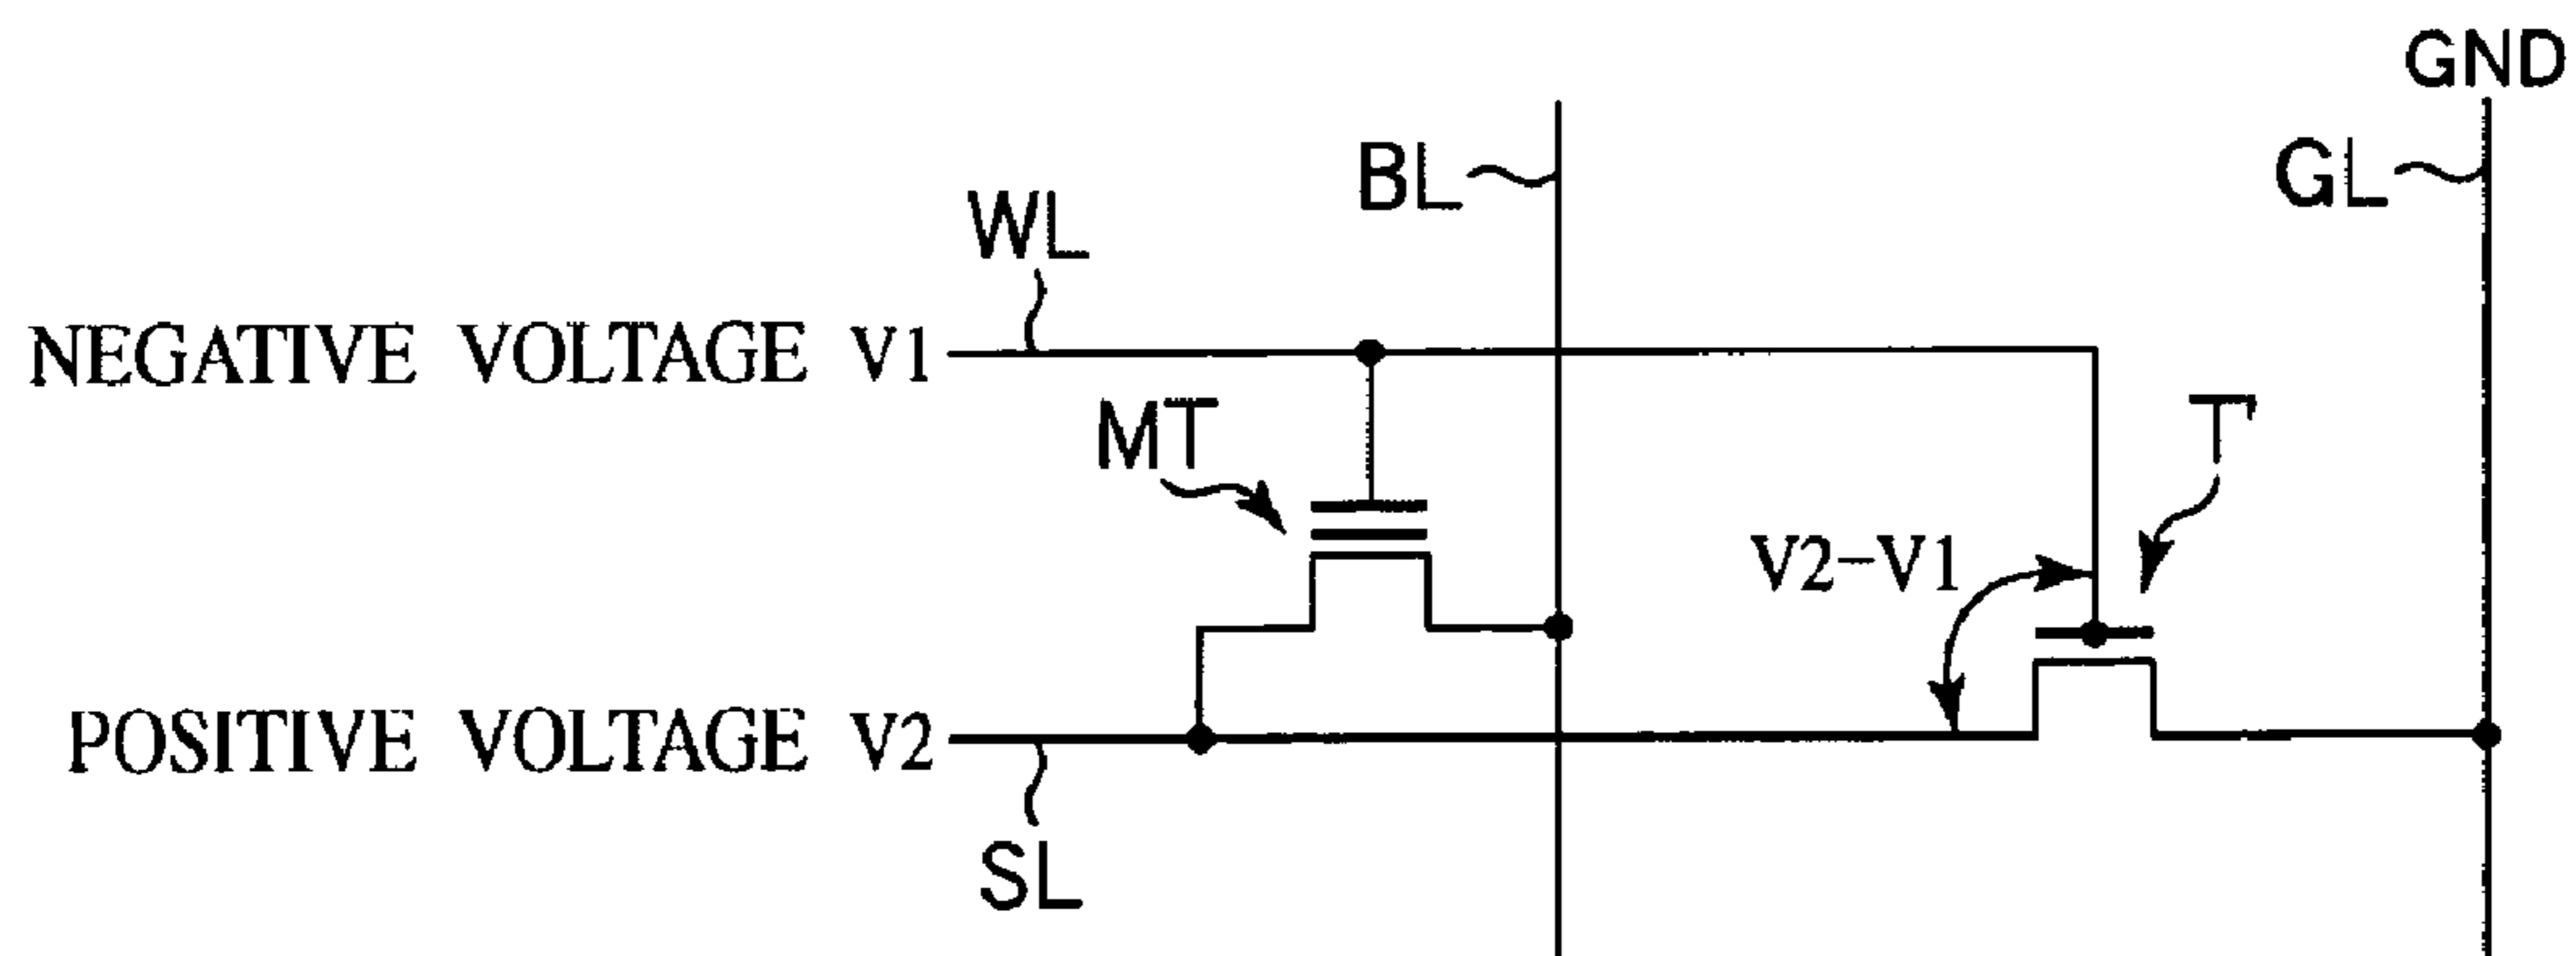 GND
BL
GL
WL
NEGATIVE VOLTAGE V1
MT
T
V2-V1
POSITIVE VOLTAGE V2
SL